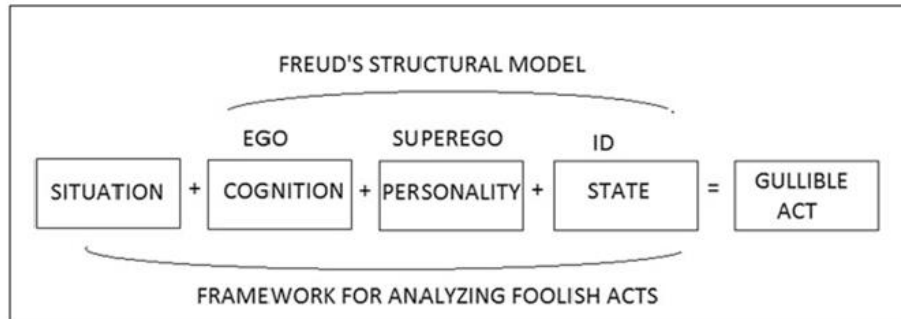 FREUD'S STRUCTURAL MODEL
EGO SUPEREGO ID
SITUATION + COGNITION + PERSONALITY + STATE = GULLIBLE ACT
FRAMEWORK FOR ANALYZING FOOLISH ACTS